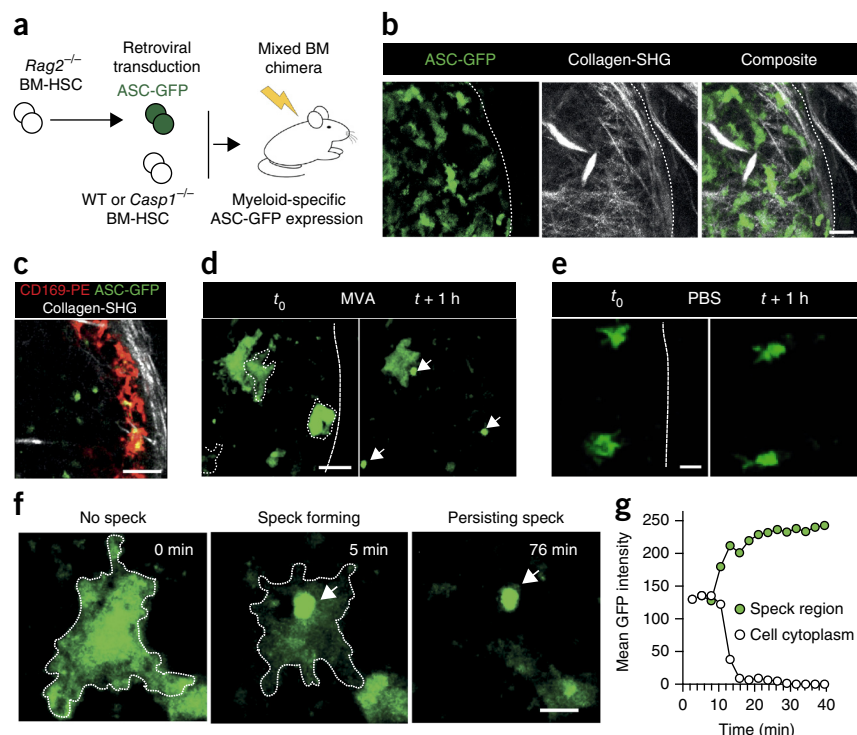 a
Rag2–/–
BM-HSC
Retroviral
transduction
ASC-GFP
Mixed BM
chimera
WT or Casp1–/–
BM-HSC
Myeloid-specific
ASC-GFP expression
b
ASC-GFP
Collagen-SHG
Composite
c
CD169-PE ASC-GFP
Collagen-SHG
d
t0
MVA
t + 1 h
e
t0
PBS
t + 1 h
f
No speck
Speck forming
Persisting speck
0 min
5 min
76 min
g
Mean GFP intensity
250
200
150
100
50
0
Speck region
Cell cytoplasm
0
10
20
30
40
Time (min)